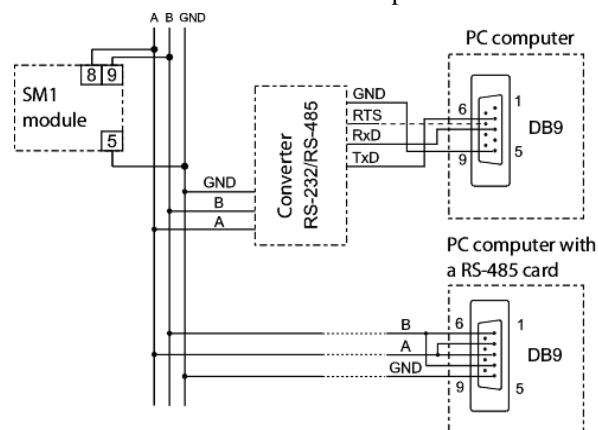 A B GND
PC computer
8 9
SM1
module
5
GND
RTS
RxD
TxD
6
1
9
5
DB9
Converter
RS-232/RS-485
GND
B
A
PC computer with
a RS-485 card
B
A
GND
6
1
9
5
DB9